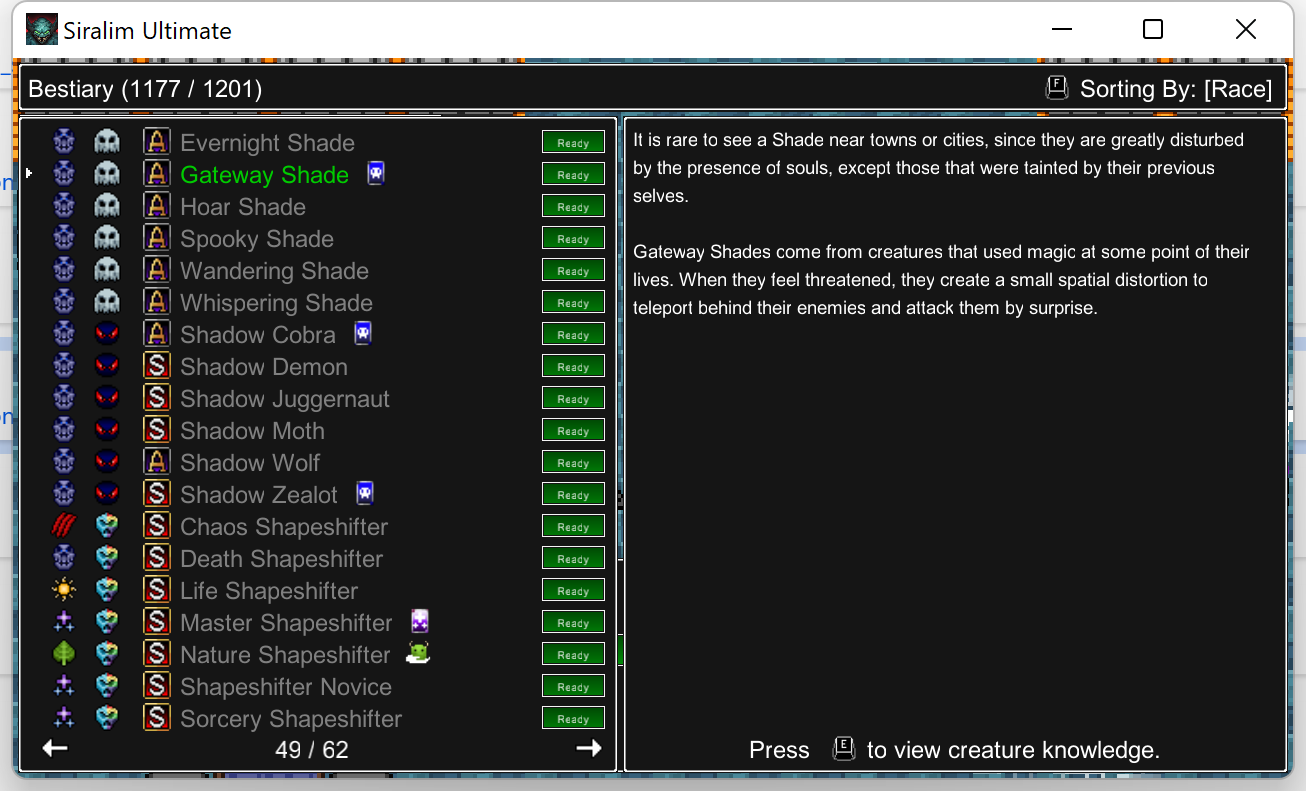 Siralim Ultimate
Bestiary (1177 / 1201)
F Sorting By: [Race]
A Evernight Shade Ready
A Gateway Shade Ready
A Hoar Shade Ready
A Spooky Shade Ready
A Wandering Shade Ready
A Whispering Shade Ready
A Shadow Cobra Ready
S Shadow Demon Ready
S Shadow Juggernaut Ready
S Shadow Moth Ready
A Shadow Wolf Ready
S Shadow Zealot Ready
S Chaos Shapeshifter Ready
S Death Shapeshifter Ready
S Life Shapeshifter Ready
S Master Shapeshifter Ready
S Nature Shapeshifter Ready
S Shapeshifter Novice Ready
S Sorcery Shapeshifter Ready
49 / 62
It is rare to see a Shade near towns or cities, since they are greatly disturbed
by the presence of souls, except those that were tainted by their previous
selves.
Gateway Shades come from creatures that used magic at some point of their
lives. When they feel threatened, they create a small spatial distortion to
teleport behind their enemies and attack them by surprise.
Press E to view creature knowledge.